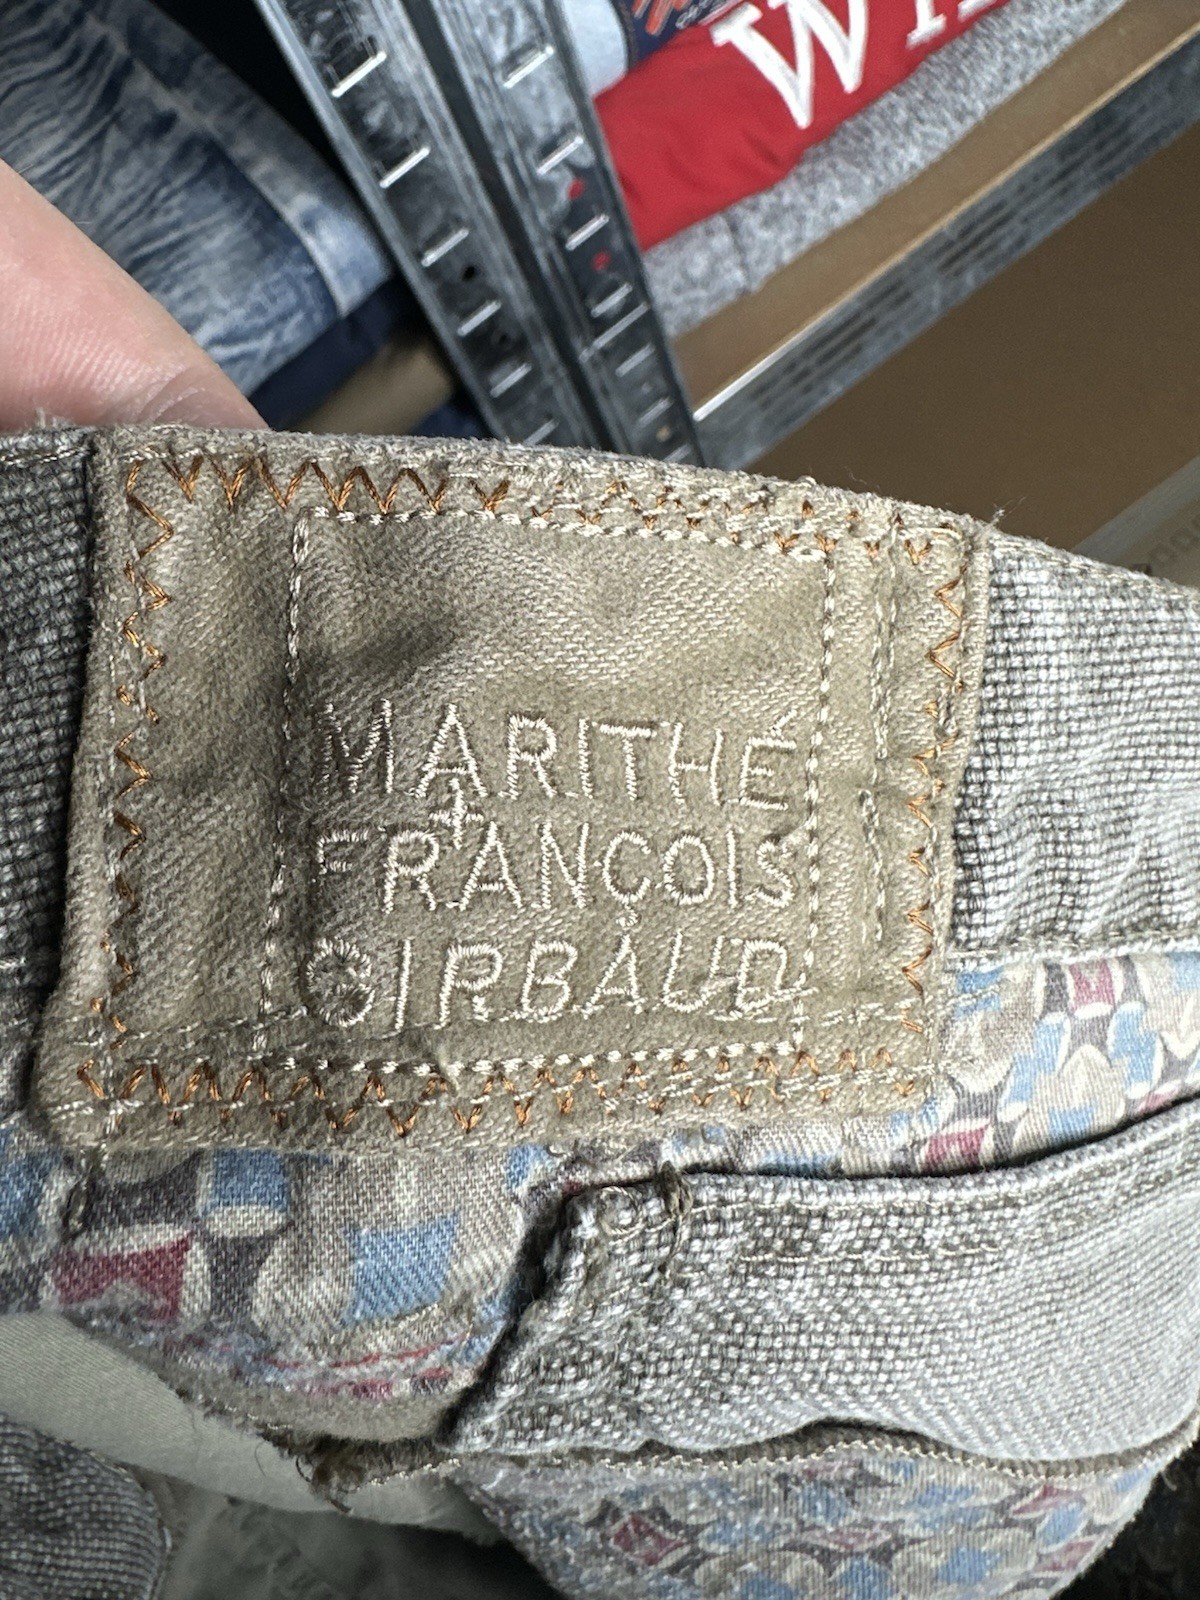 MARITHÉ
+
FRANÇOIS
GIRBAUD